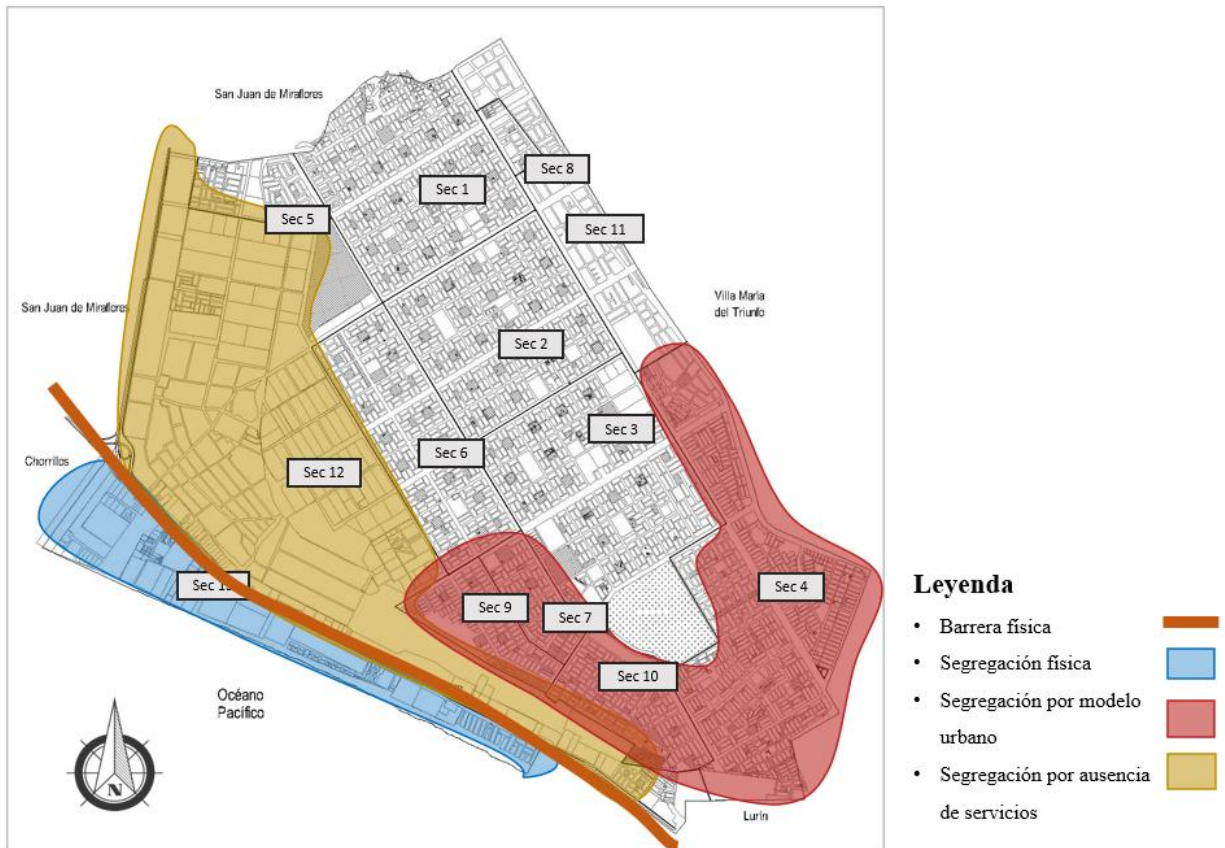 San Juan de Miraflores
Sec 8
Sec 1
Sec 5
Sec 11
San Juan de Miraflores
Villa María
del Triunfo
Sec 2
Sec 3
Sec 6
Chorrillos
Sec 12
Sec 4
Sec 9
Sec 7
Sec 10
Océano
Pacífico
N
Lurín
Leyenda
• Barrera física
• Segregación física
• Segregación por modelo
urbano
• Segregación por ausencia
de servicios